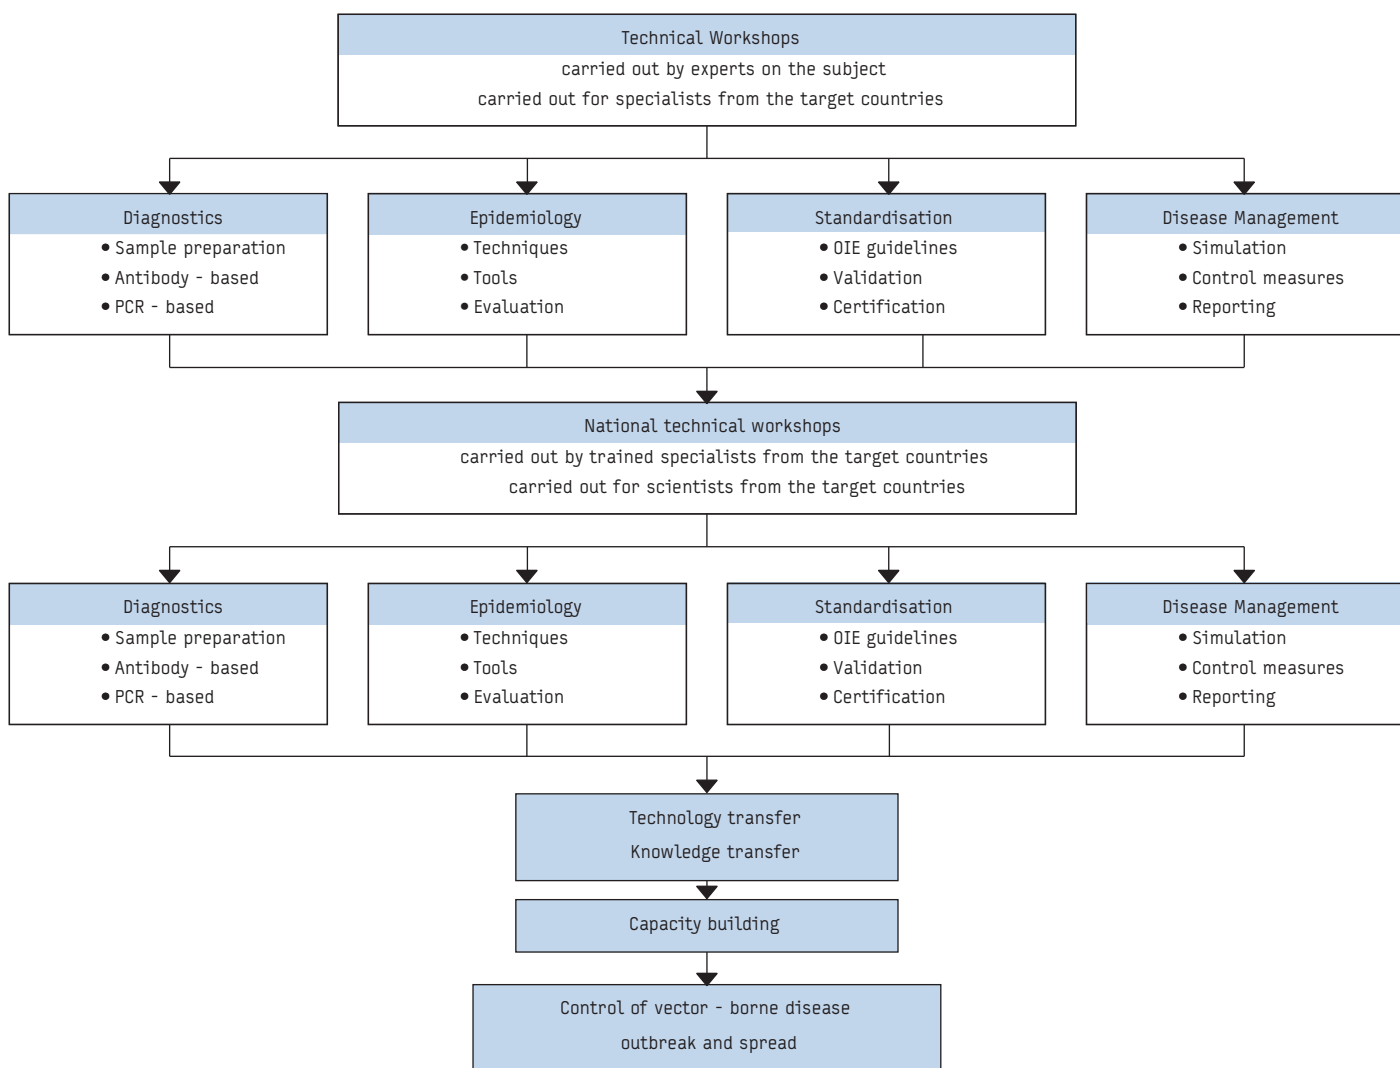 Technical Workshops
carried out by experts on the subject
carried out for specialists from the target countries
Diagnostics
• Sample preparation
• Antibody - based
• PCR - based
Epidemiology
• Techniques
• Tools
• Evaluation
Standardisation
• OIE guidelines
• Validation
• Certification
Disease Management
• Simulation
• Control measures
• Reporting
National technical workshops
carried out by trained specialists from the target countries
carried out for scientists from the target countries
Diagnostics
• Sample preparation
• Antibody - based
• PCR - based
Epidemiology
• Techniques
• Tools
• Evaluation
Standardisation
• OIE guidelines
• Validation
• Certification
Disease Management
• Simulation
• Control measures
• Reporting
Technology transfer
Knowledge transfer
Capacity building
Control of vector - borne disease
outbreak and spread